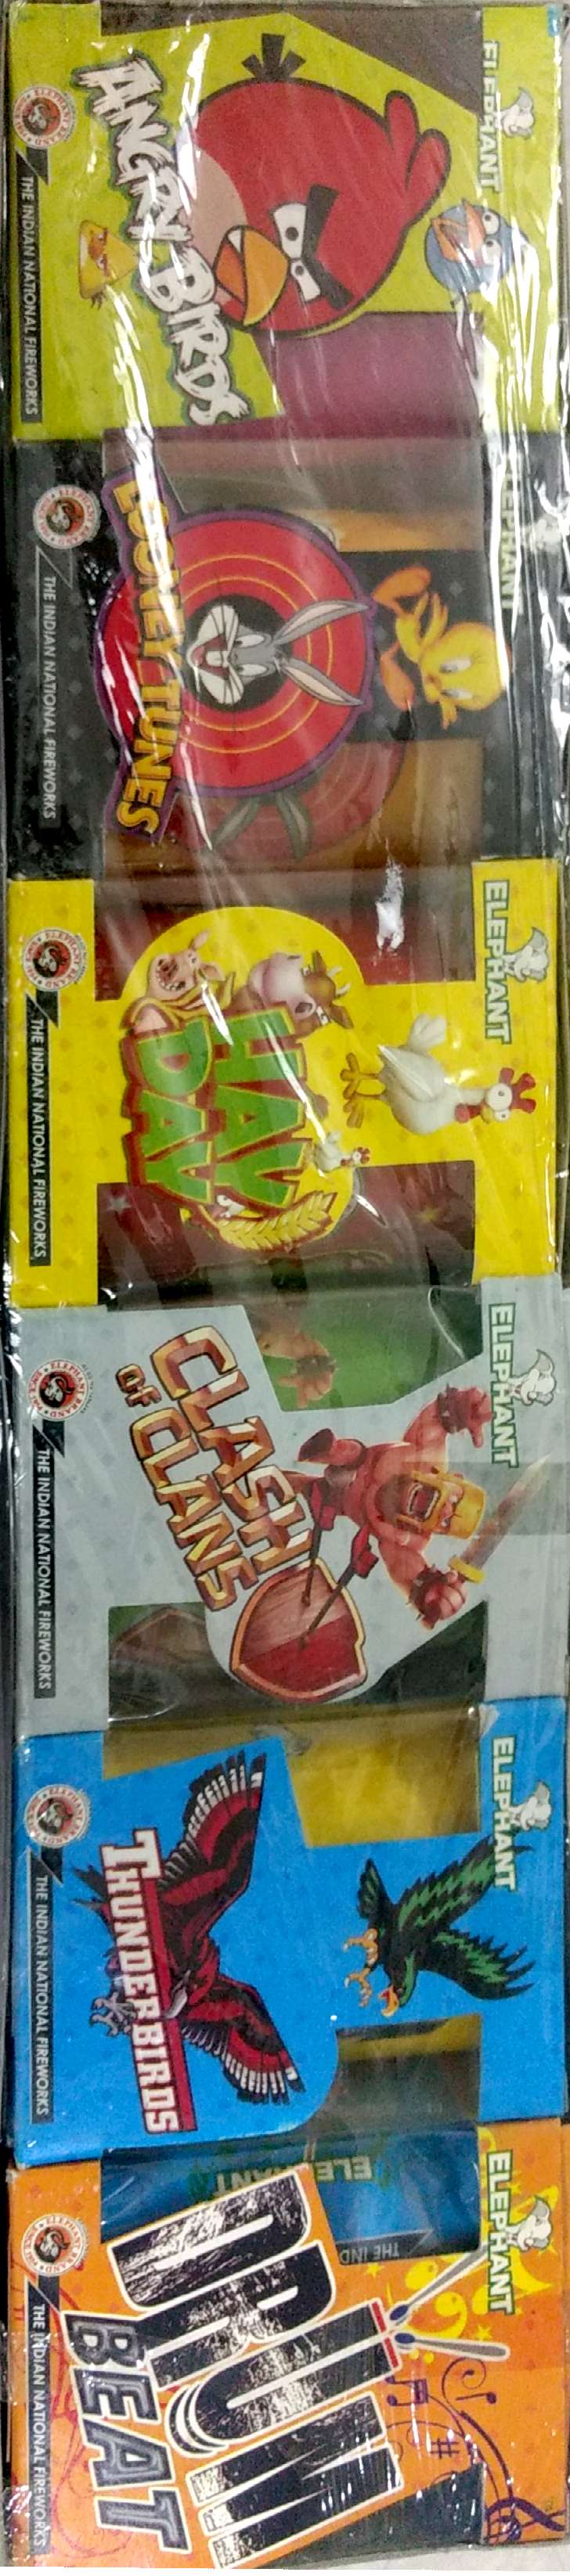 ELEPHANT
ANGRY BIRDS
THE INDIAN NATIONAL FIREWORKS
ELEPHANT
LOONEY TUNES
THE INDIAN NATIONAL FIREWORKS
ELEPHANT
HAY
DAY
THE INDIAN NATIONAL FIREWORKS
ELEPHANT
CLASH
OF CLANS
THE INDIAN NATIONAL FIREWORKS
ELEPHANT
THUNDERBIRDS
THE INDIAN NATIONAL FIREWORKS
ELEPHANT
THE IND
ELEPHANT
DRUM
BEAT
THE INDIAN NATIONAL FIREWORKS